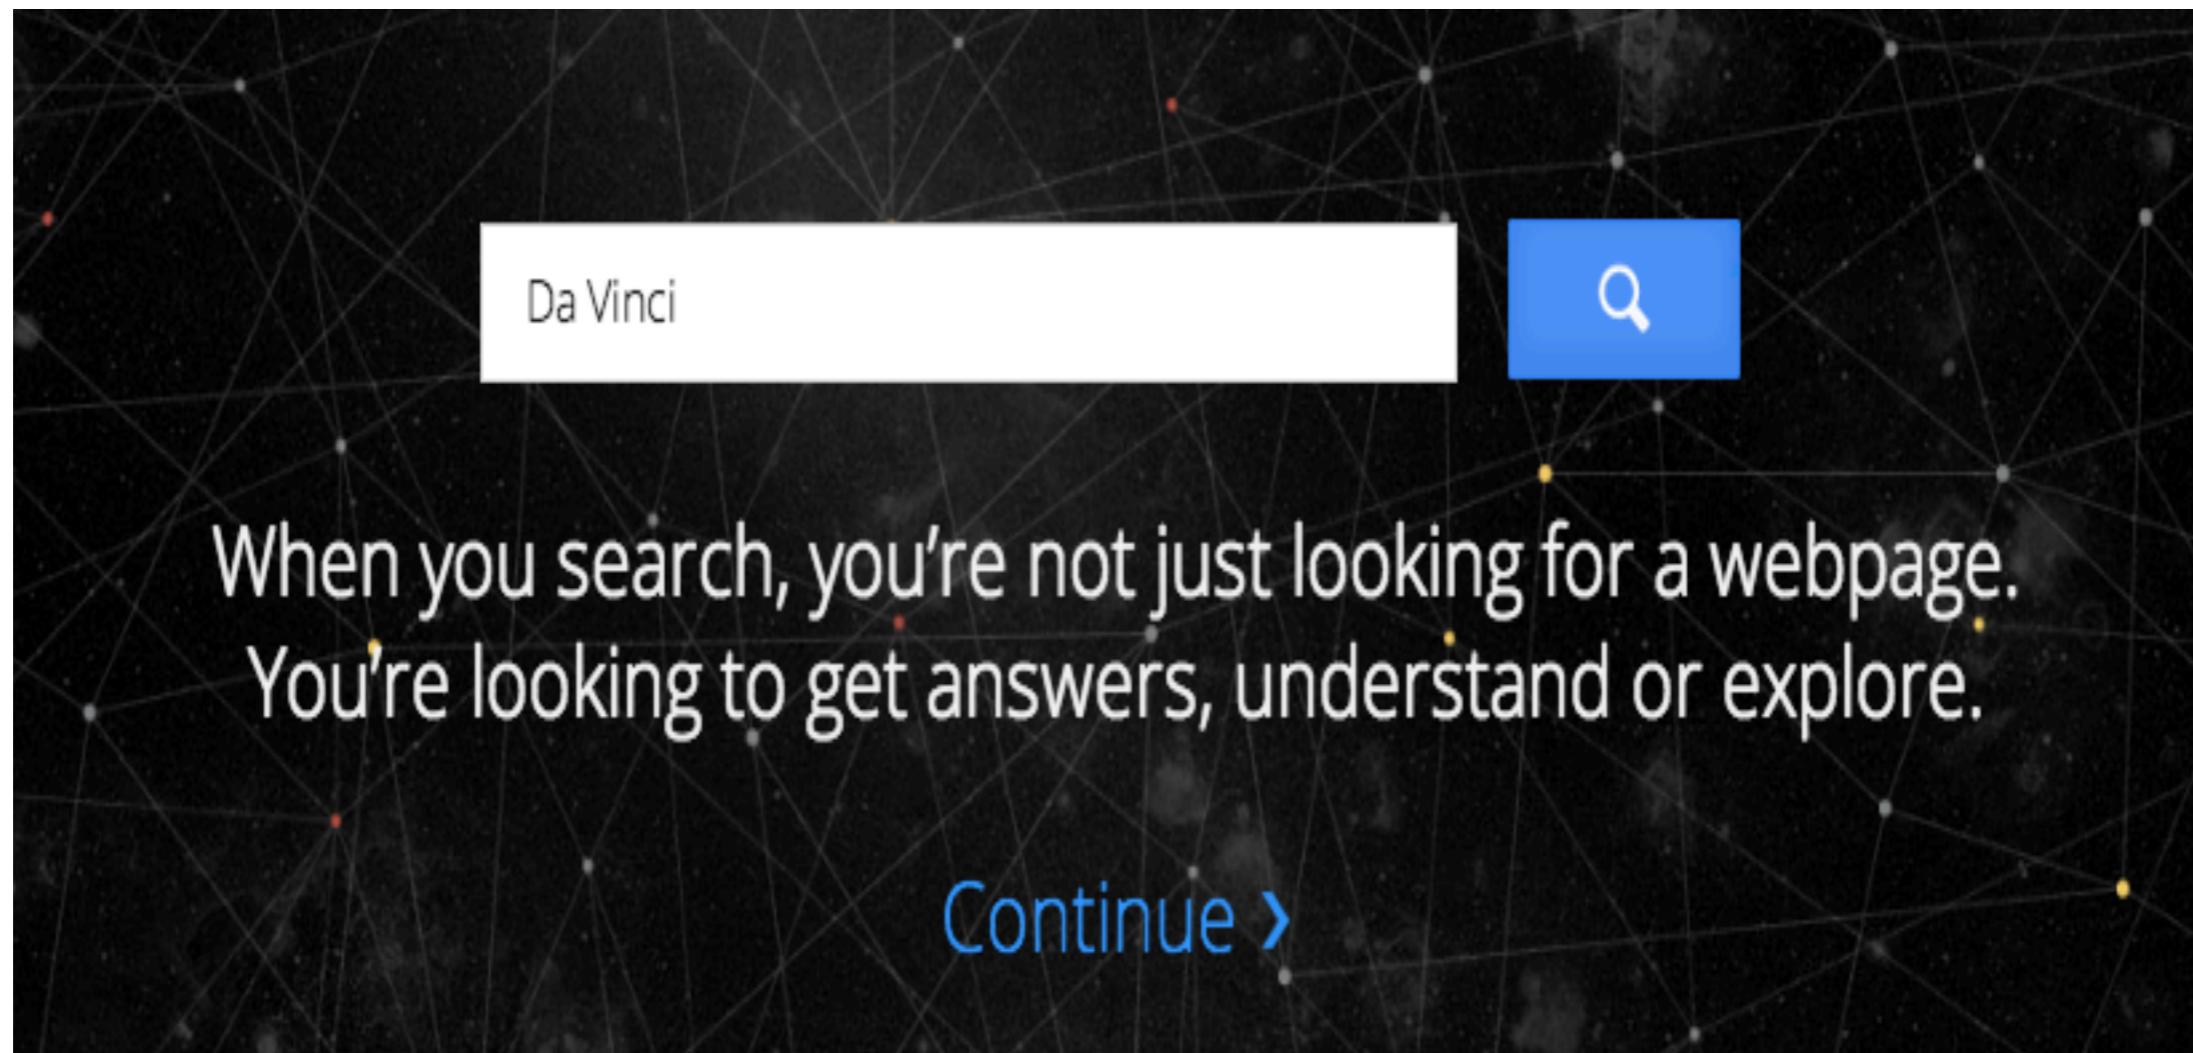 Da Vinci
When you search, you’re not just looking for a webpage.
You’re looking to get answers, understand or explore.
Continue ❯